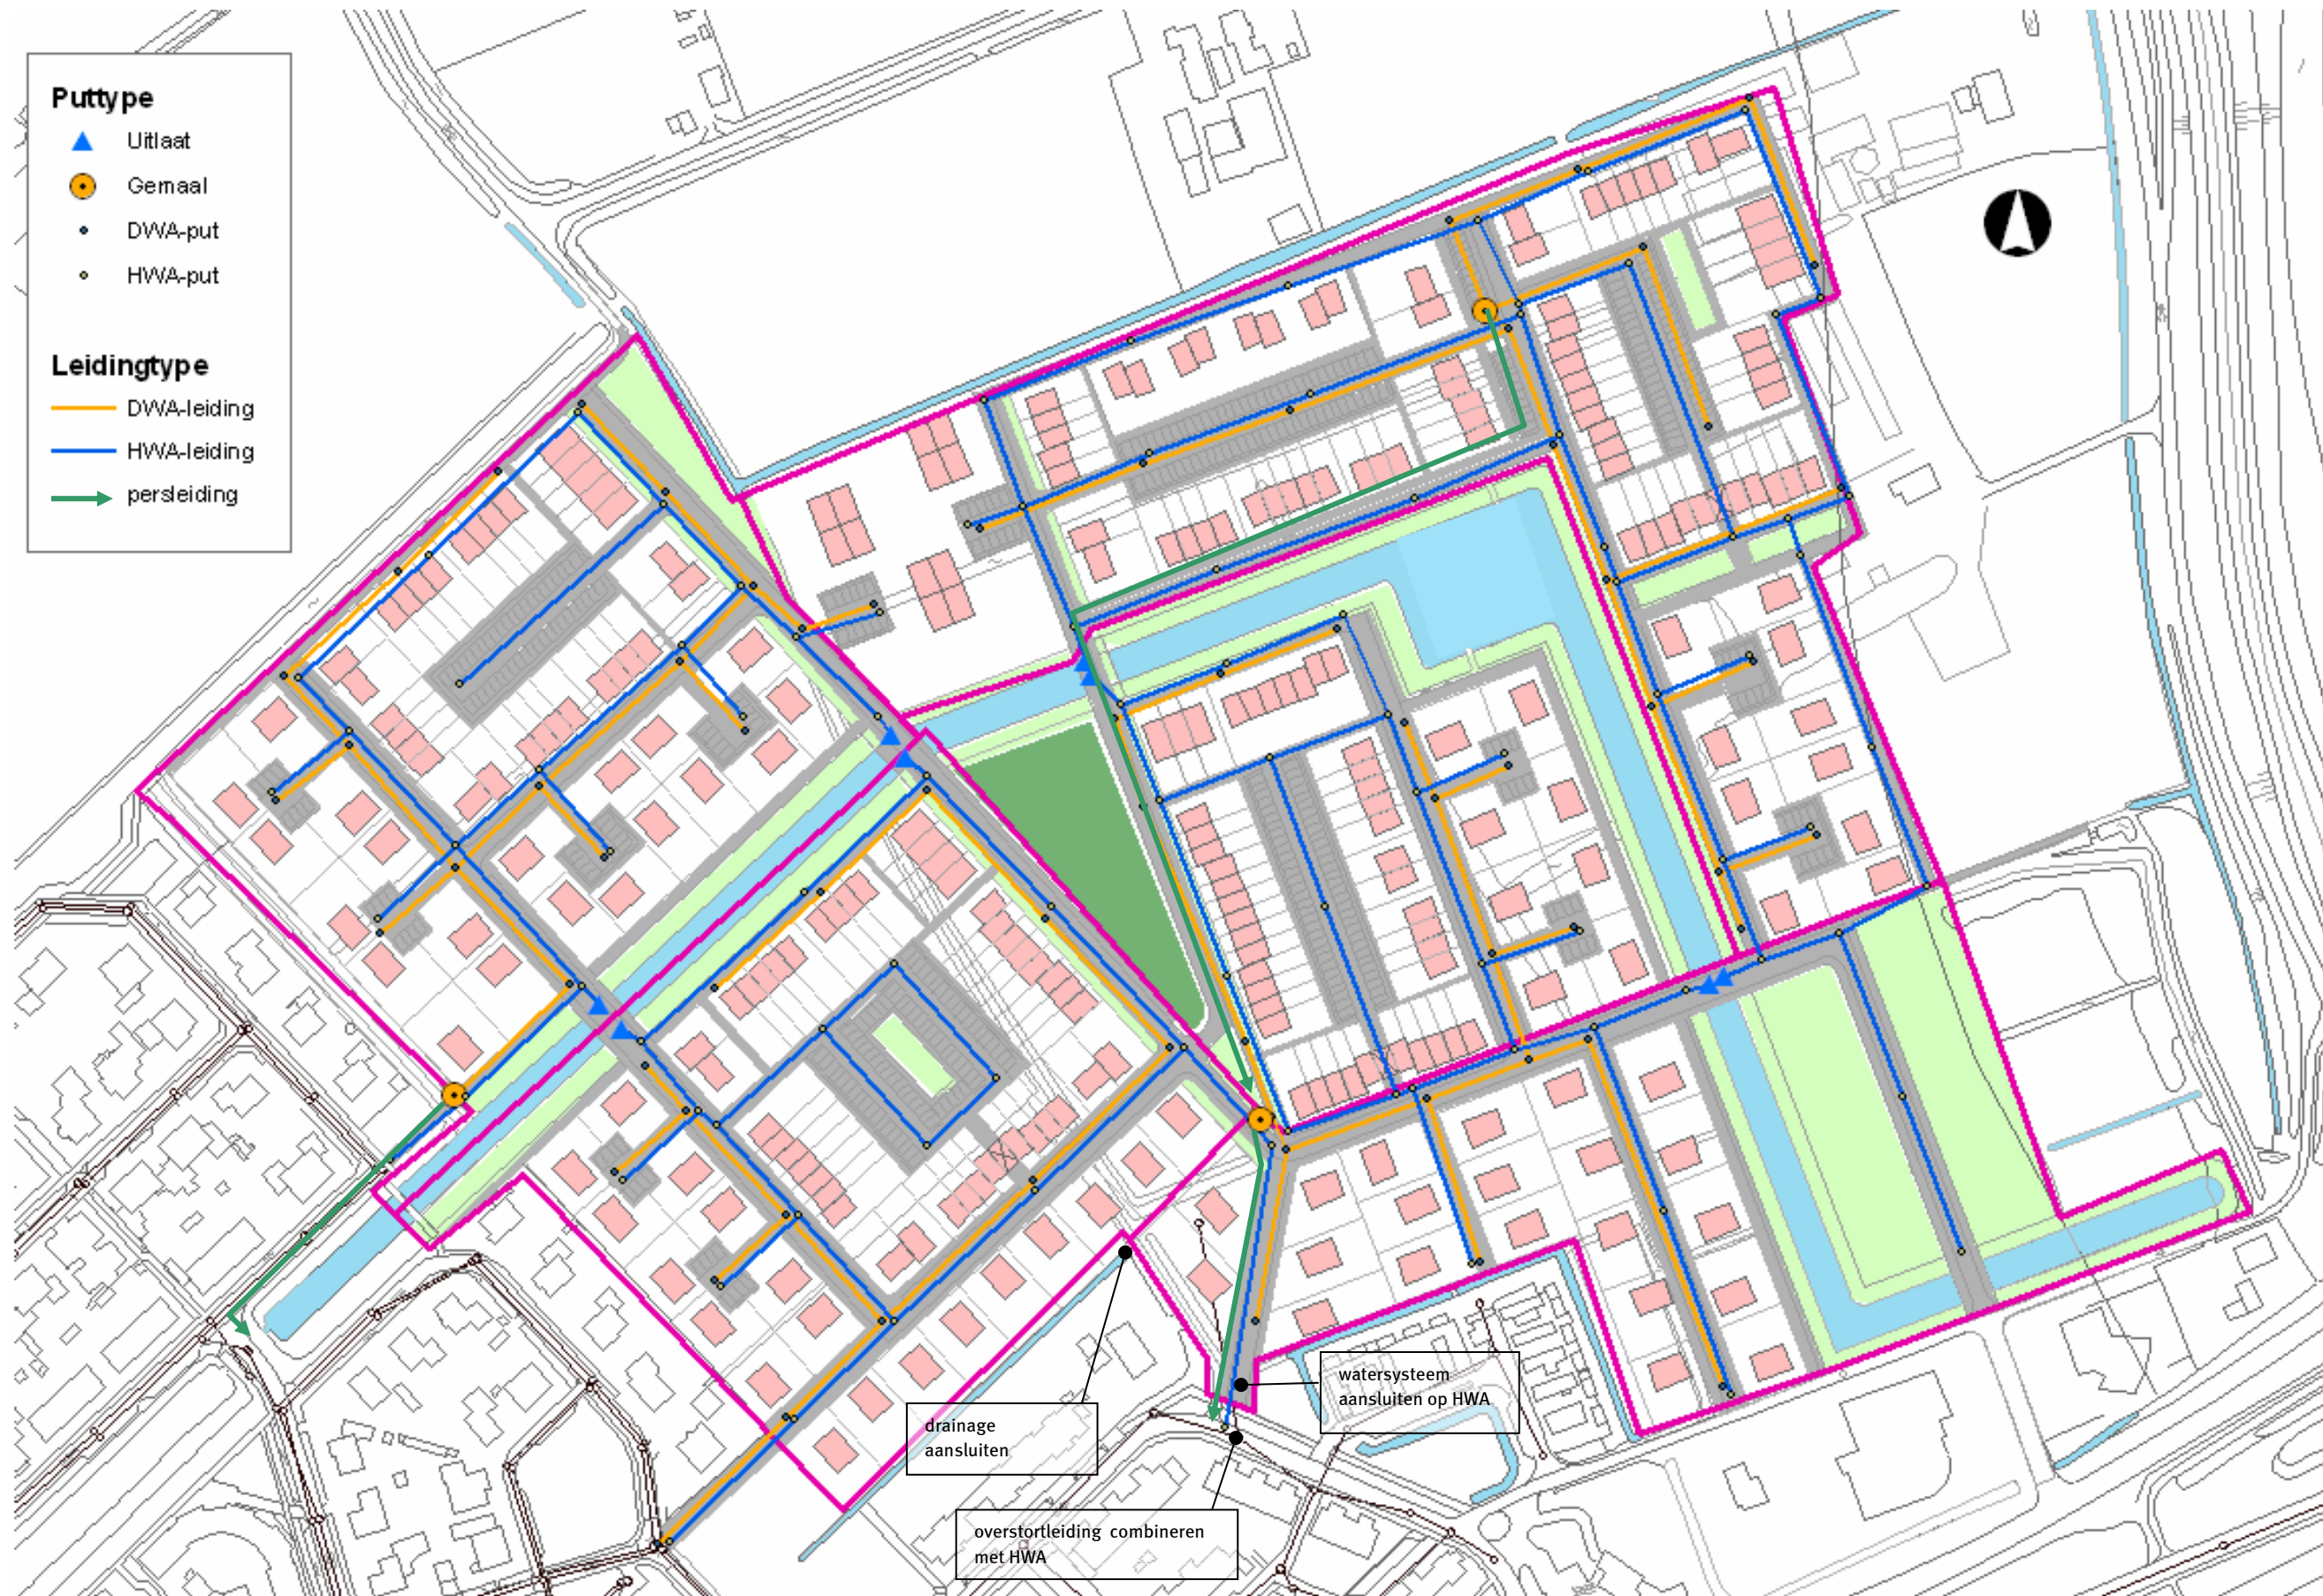 Puttype
Uitlaat
Gemaal
DWA-put
HWA-put
Leidingtype
DWA-leiding
HWA-leiding
persleiding
watersysteem
aansluiten op HWA
drainage
aansluiten
overstortleiding combineren
met HWA